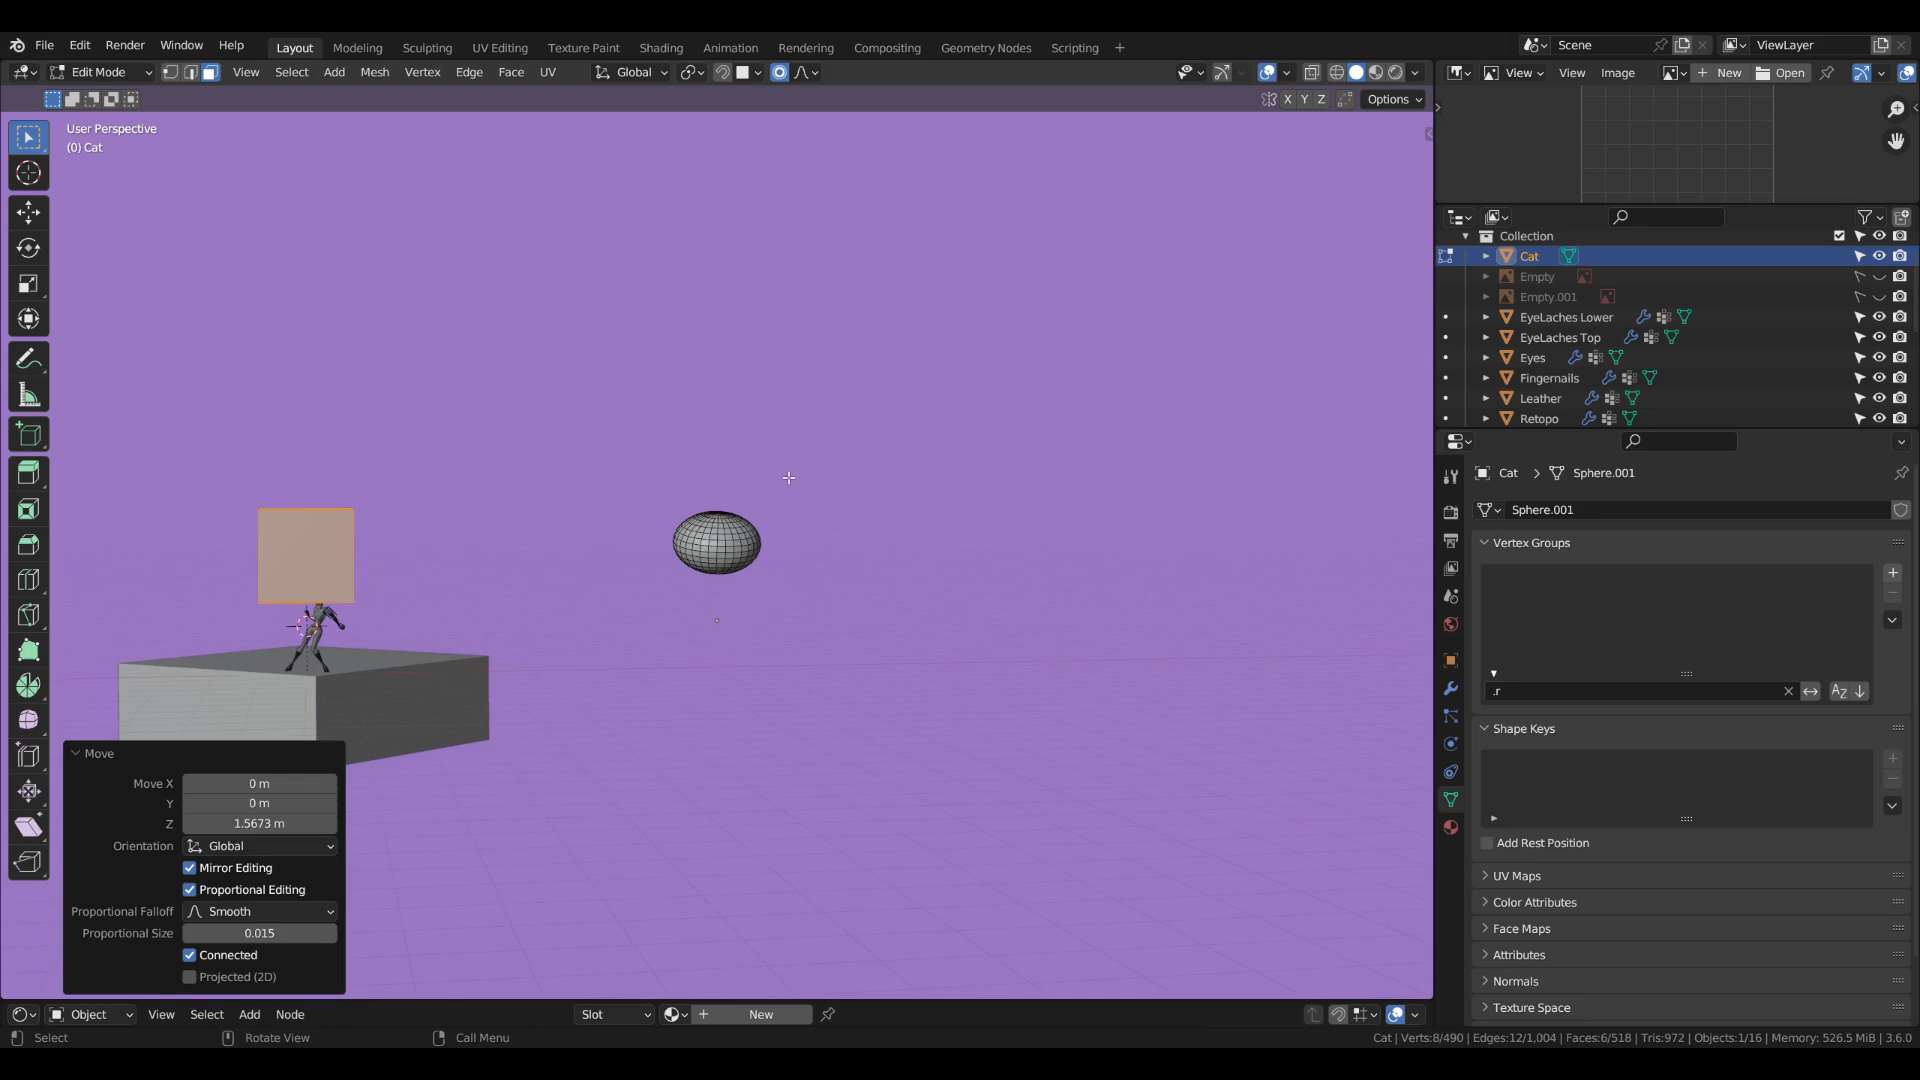 File Edit Render Window Help Layout Modeling Sculpting UV Editing Texture Paint Shading Animation Rendering Compositing Geometry Nodes Scripting + Scene ViewLayer
Edit Mode View Select Add Mesh Vertex Edge Face UV Global
View View Image + New Open
X Y Z Options
User Perspective
(0) Cat
Collection
Cat
Empty
Empty.001
EyeLaches Lower
EyeLaches Top
Eyes
Fingernails
Leather
Retopo
Cat > Sphere.001
Sphere.001
Vertex Groups
.r
AZ
Shape Keys
Add Rest Position
UV Maps
Color Attributes
Face Maps
Attributes
Normals
Texture Space
Move
Move X 0 m
Y 0 m
Z 1.5673 m
Orientation Global
Mirror Editing
Proportional Editing
Proportional Falloff Smooth
Proportional Size 0.015
Connected
Projected (2D)
Object View Select Add Node Slot + New
Select Rotate View Call Menu Cat | Verts:8/490 | Edges:12/1,004 | Faces:6/518 | Tris:972 | Objects:1/16 | Memory: 526.5 MiB | 3.6.0